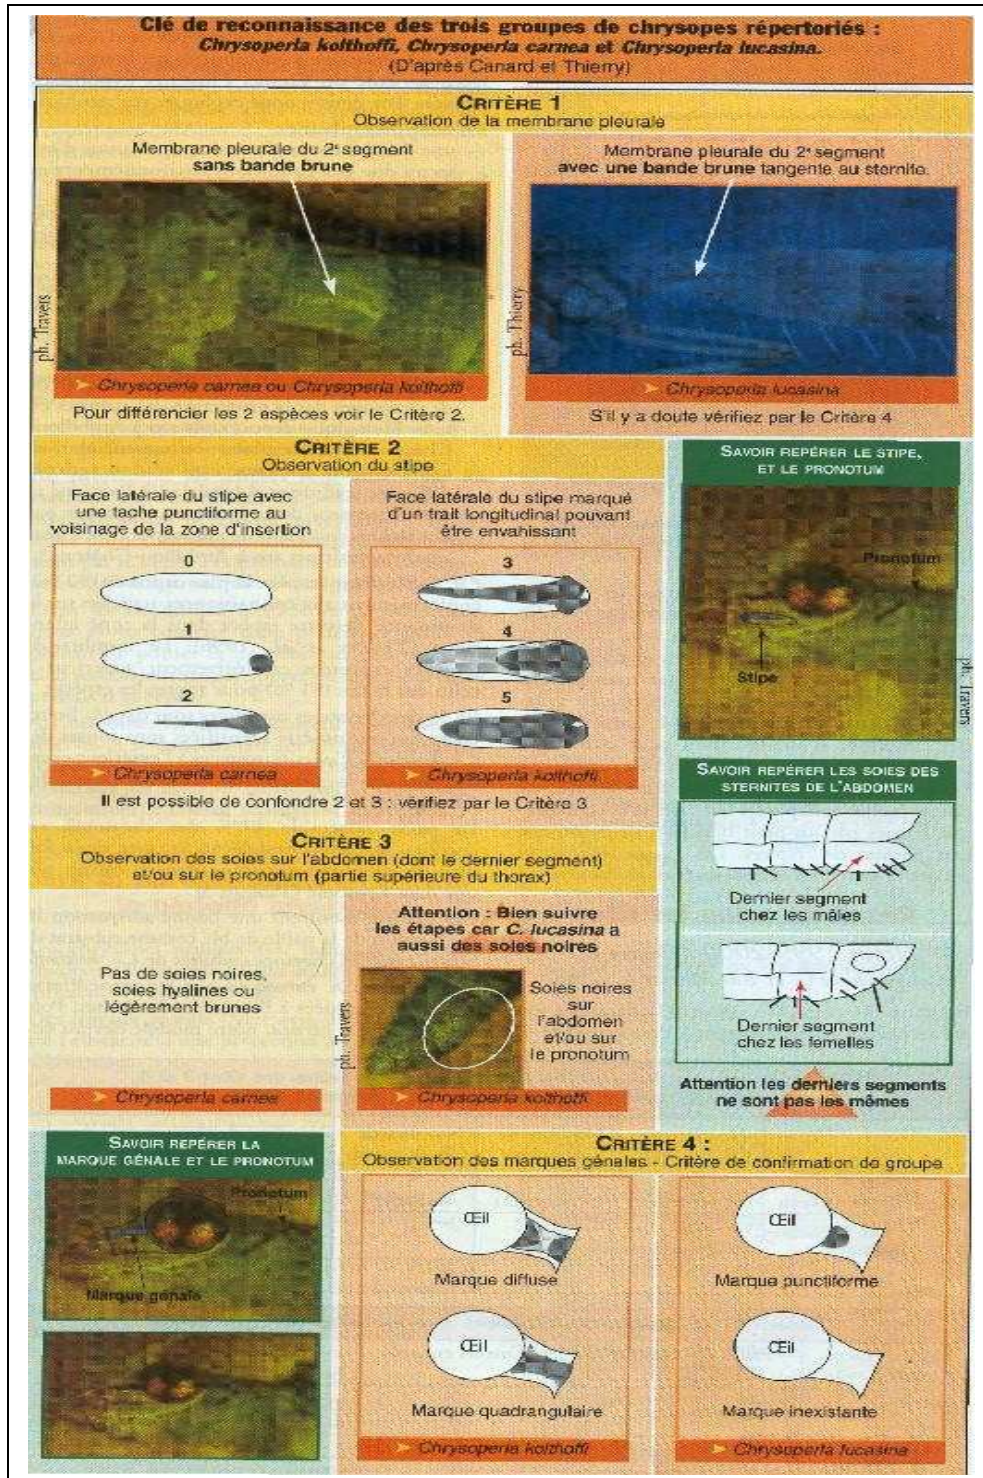 Clé de reconnaissance des trois groupes de chrysopes répertoriés :
Chrysoperla kolthoffi, Chrysoperla carnea et Chrysoperla lucasina.
(D'après Canard et Thierry)
CRITÈRE 1
Observation de la membrane pleurale
Membrane pleurale du 2e segment
sans bande brune
ph. Travers
➤ Chrysoperla carnea ou Chrysoperla kolthoffi
Pour différencier les 2 espèces voir le Critère 2.
Membrane pleurale du 2e segment
avec une bande brune tangente au sternite.
ph. Thierry
➤ Chrysoperla lucasina
S'il y a doute vérifiez par le Critère 4
CRITÈRE 2
Observation du stipe
Face latérale du stipe avec
une tache punctiforme au
voisinage de la zone d'insertion
0
1
2
➤ Chrysoperla carnea
Face latérale du stipe marqué
d'un trait longitudinal pouvant
être envahissant
3
4
5
➤ Chrysoperla kolthoffi
Il est possible de confondre 2 et 3 : vérifiez par le Critère 3
SAVOIR REPÉRER LE STIPE,
ET LE PRONOTUM
Pronotum
Stipe
ph. Travers
SAVOIR REPÉRER LES SOIES DES
STERNITES DE L'ABDOMEN
Dernier segment
chez les mâles
Dernier segment
chez les femelles
Attention les derniers segments
ne sont pas les mêmes
CRITÈRE 3
Observation des soies sur l'abdomen (dont le dernier segment)
et/ou sur le pronotum (partie supérieure du thorax)
Pas de soies noires,
soies hyalines ou
légèrement brunes
➤ Chrysoperla carnea
Attention : Bien suivre
les étapes car C. lucasina a
aussi des soies noires
ph. Travers
Soies noires
sur
l'abdomen
et/ou sur
le pronotum
➤ Chrysoperla kolthoffi
SAVOIR REPÉRER LA
MARQUE GÉNALE ET LE PRONOTUM
Pronotum
Marque génale
CRITÈRE 4 :
Observation des marques génales - Critère de confirmation de groupe
Œil
Marque diffuse
Œil
Marque quadrangulaire
➤ Chrysoperla kolthoffi
Œil
Marque punctiforme
Œil
Marque inexistante
➤ Chrysoperla lucasina